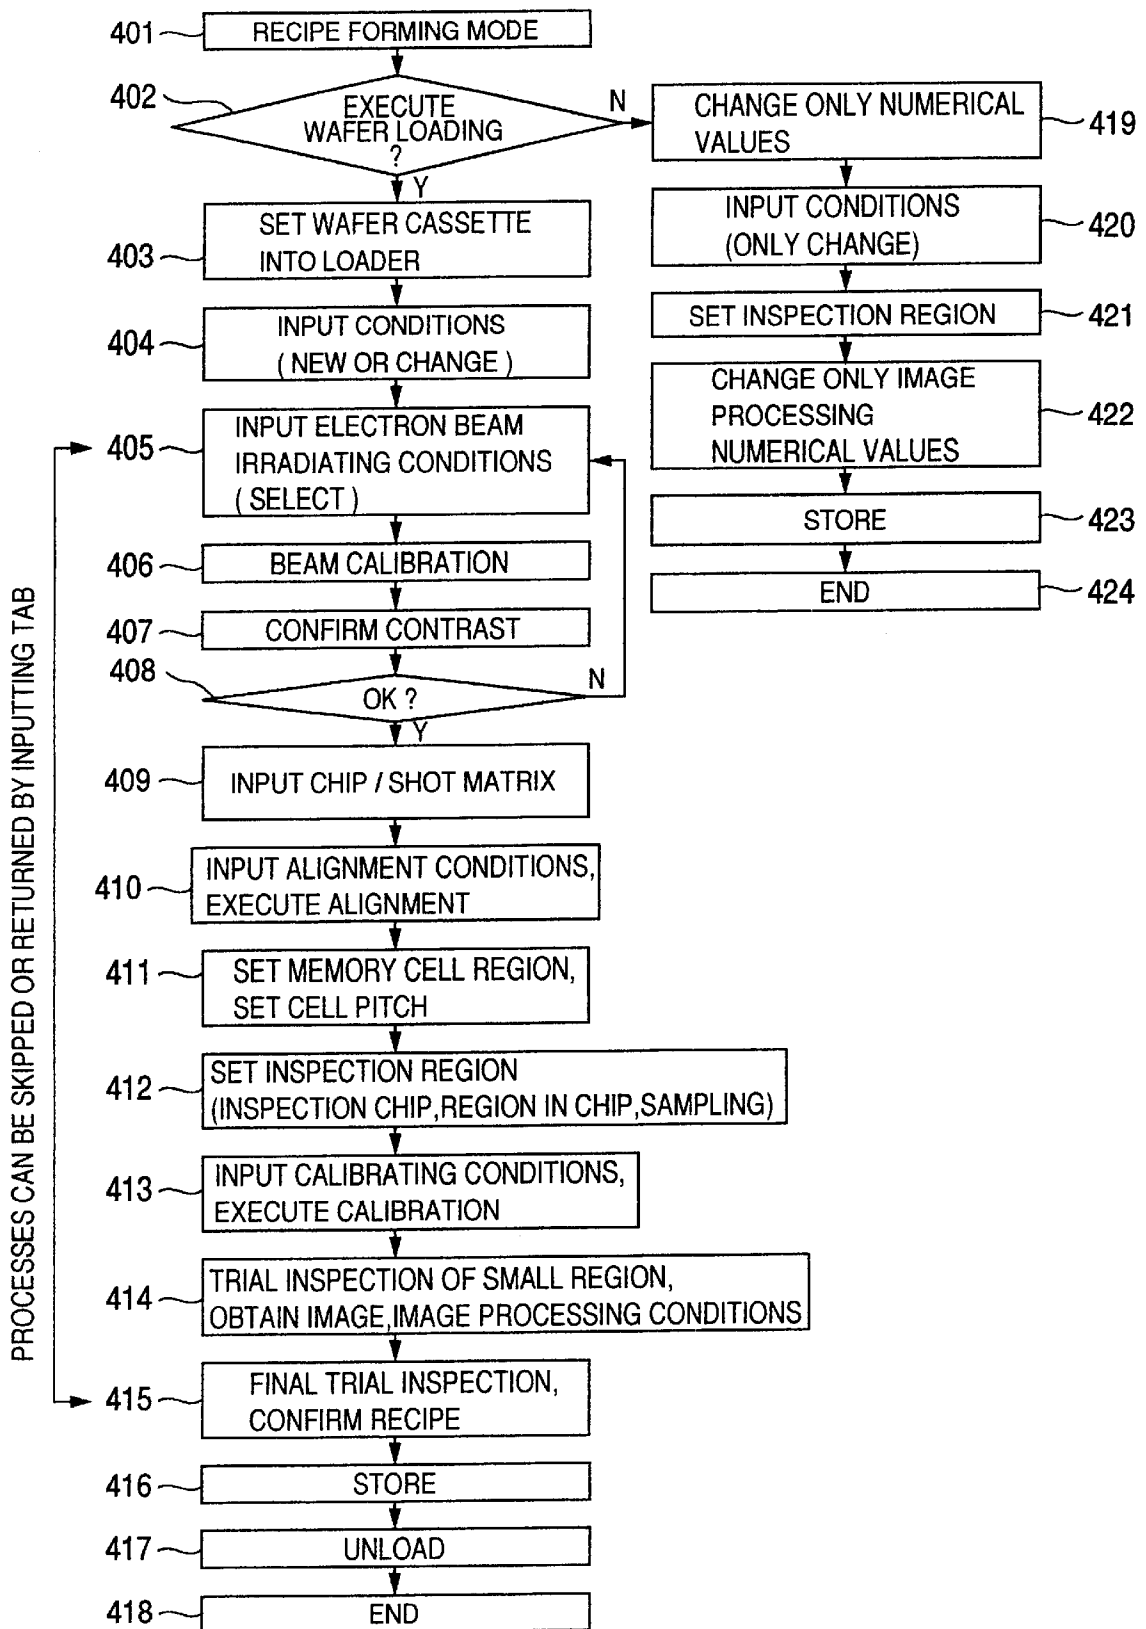 401
RECIPE FORMING MODE
402
EXECUTE
WAFER LOADING
?
N
Y
403
SET WAFER CASSETTE
INTO LOADER
404
INPUT CONDITIONS
( NEW OR CHANGE )
405
INPUT ELECTRON BEAM
IRRADIATING CONDITIONS
( SELECT )
406
BEAM CALIBRATION
407
CONFIRM CONTRAST
408
OK ?
N
Y
409
INPUT CHIP / SHOT MATRIX
410
INPUT ALIGNMENT CONDITIONS,
EXECUTE ALIGNMENT
411
SET MEMORY CELL REGION,
SET CELL PITCH
412
SET INSPECTION REGION
(INSPECTION CHIP,REGION IN CHIP,SAMPLING)
413
INPUT CALIBRATING CONDITIONS,
EXECUTE CALIBRATION
414
TRIAL INSPECTION OF SMALL REGION,
OBTAIN IMAGE,IMAGE PROCESSING CONDITIONS
415
FINAL TRIAL INSPECTION,
CONFIRM RECIPE
416
STORE
417
UNLOAD
418
END
CHANGE ONLY NUMERICAL
VALUES
419
INPUT CONDITIONS
(ONLY CHANGE)
420
SET INSPECTION REGION
421
CHANGE ONLY IMAGE
PROCESSING
NUMERICAL VALUES
422
STORE
423
END
424
PROCESSES CAN BE SKIPPED OR RETURNED BY INPUTTING TAB